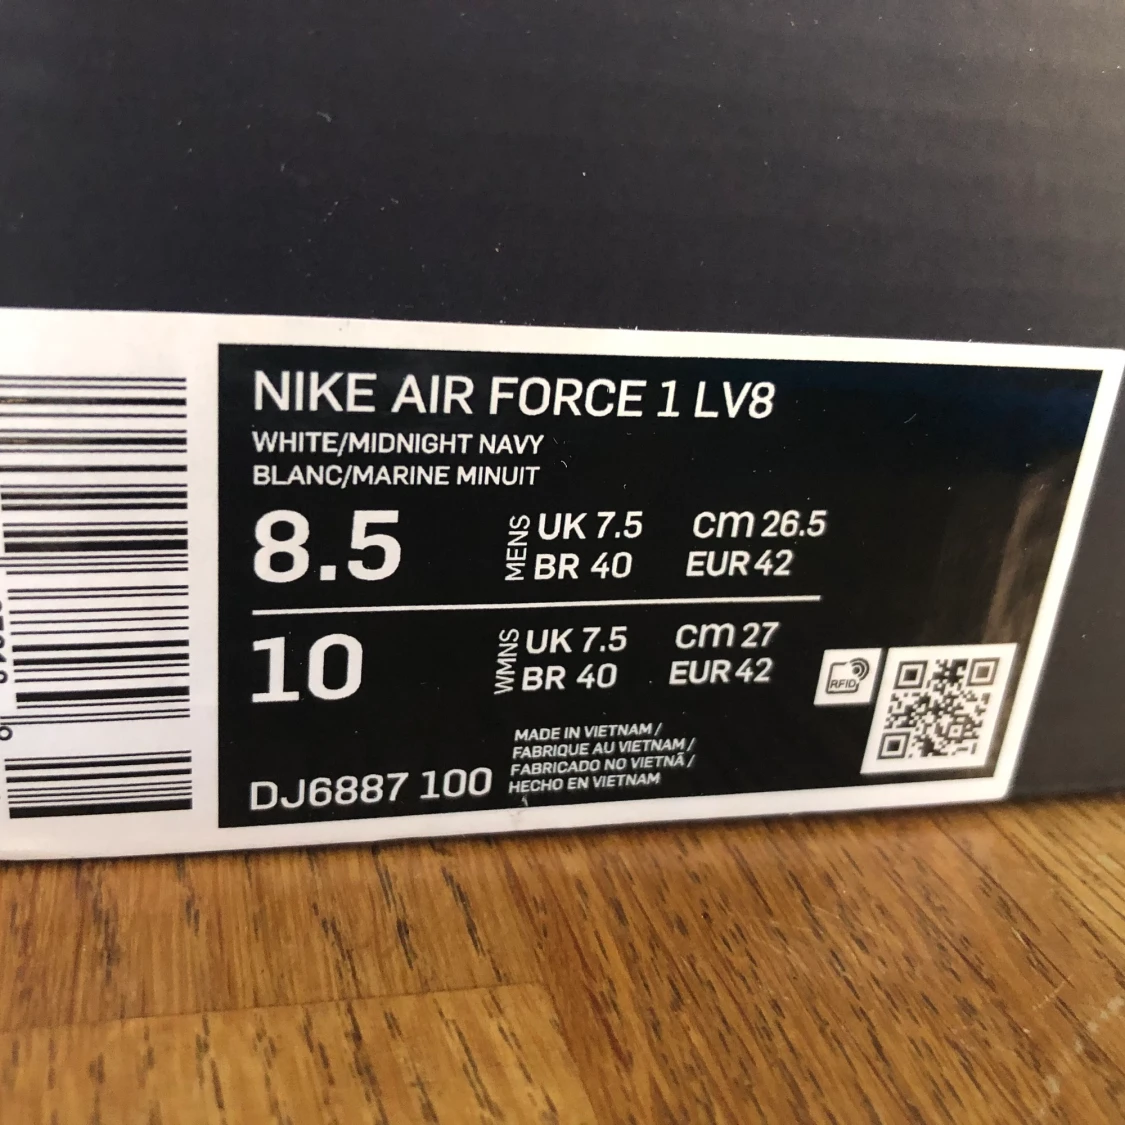 NIKE AIR FORCE 1 LV8
WHITE/MIDNIGHT NAVY
BLANC/MARINE MINUIT
8.5 MENS UK 7.5 cm 26.5
BR 40 EUR 42
10 WMNS UK 7.5 cm 27
BR 40 EUR 42
RFID
MADE IN VIETNAM /
FABRIQUE AU VIETNAM /
FABRICADO NO VIETNÃ /
HECHO EN VIETNAM
DJ6887 100